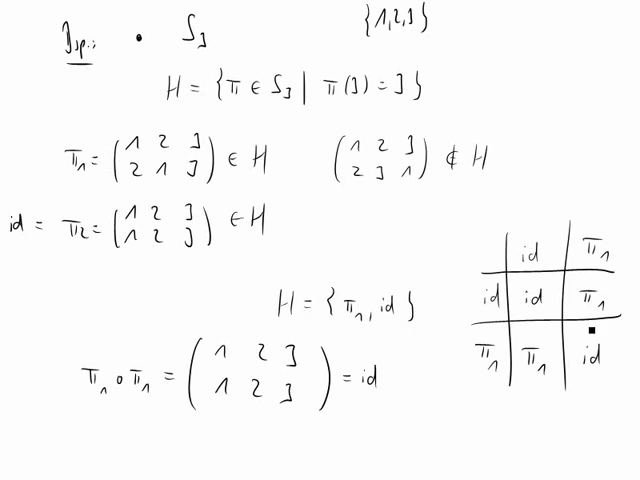 Bsp.: • S₃ {1,2,3}
H = {π ∈ S₃ | π(3) = 3}
π₁ = (1 2 3 / 2 1 3) ∈ H (1 2 3 / 2 3 1) ∉ H
id = π₂ = (1 2 3 / 1 2 3) ∈ H
H = {π₁, id}
π₁ ∘ π₁ = (1 2 3 / 1 2 3) = id
id π₁
id id π₁
π₁ π₁ id